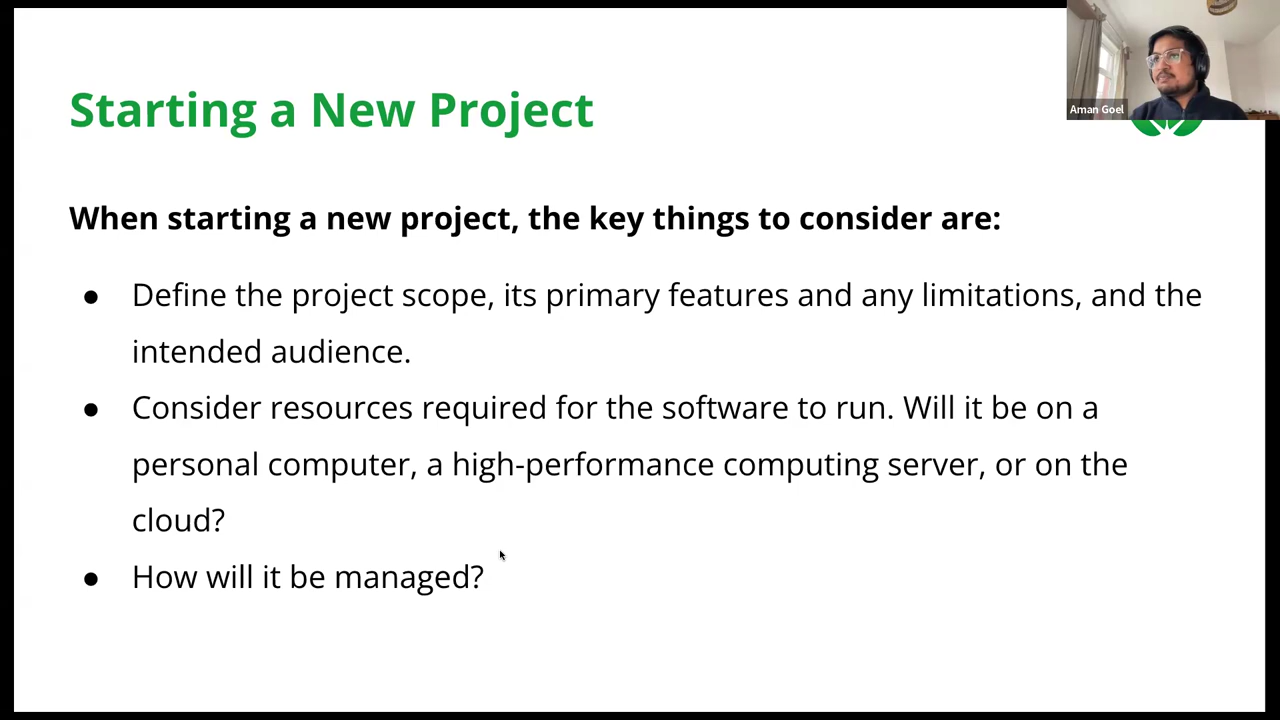 Starting a New Project
Aman Goel
When starting a new project, the key things to consider are:
● Define the project scope, its primary features and any limitations, and the
intended audience.
● Consider resources required for the software to run. Will it be on a
personal computer, a high-performance computing server, or on the
cloud?
● How will it be managed?